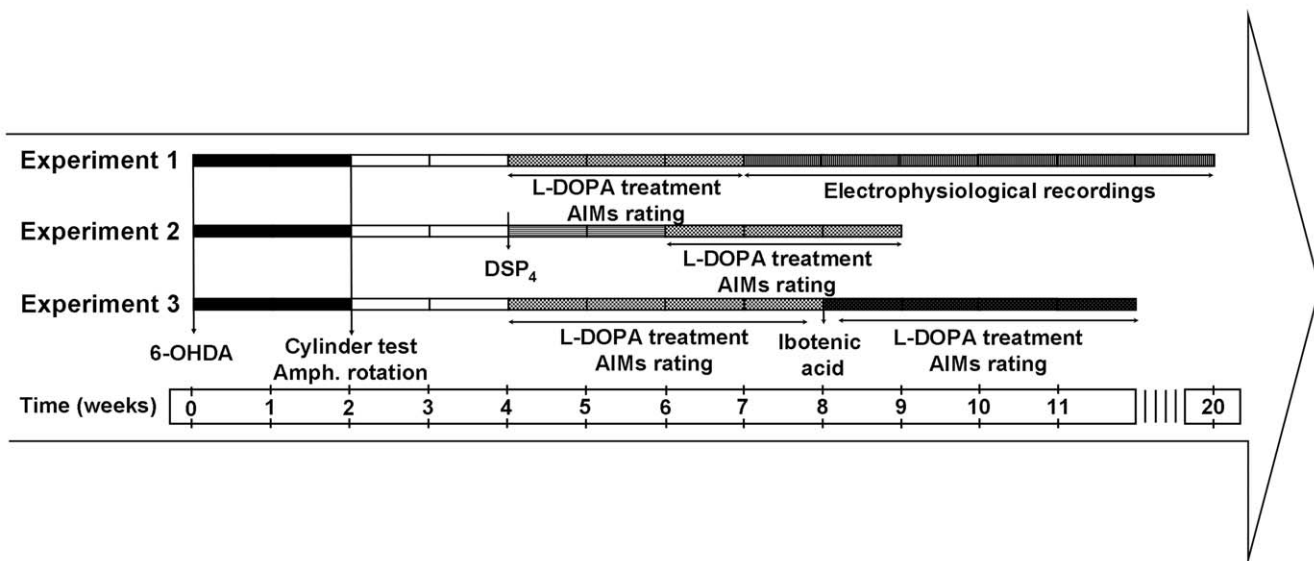 Experiment 1
L-DOPA treatment
AIMs rating
Electrophysiological recordings
Experiment 2
DSP4
L-DOPA treatment
AIMs rating
Experiment 3
6-OHDA
Cylinder test
Amph. rotation
L-DOPA treatment
AIMs rating
Ibotenic
acid
L-DOPA treatment
AIMs rating
Time (weeks) 0 1 2 3 4 5 6 7 8 9 10 11 20